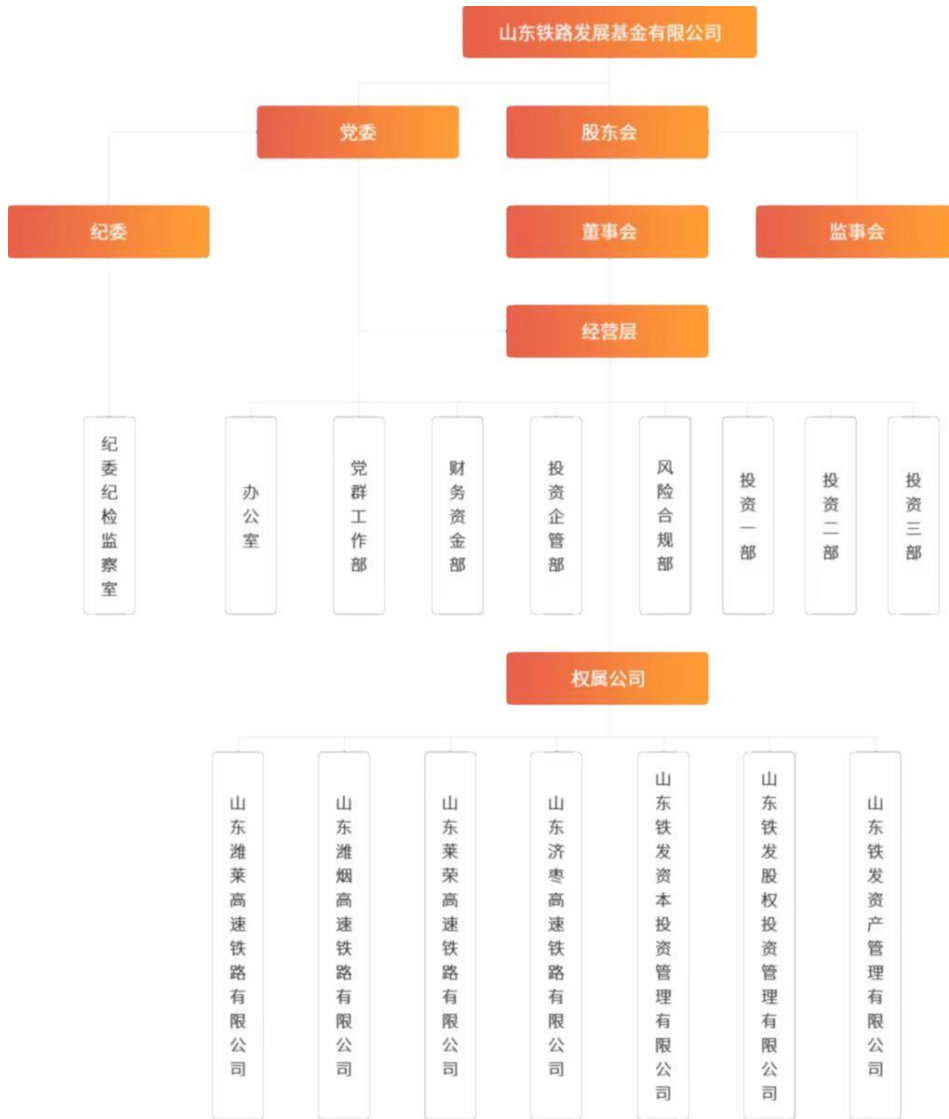 山东铁路发展基金有限公司
党委
股东会
纪委
董事会
监事会
经营层
纪委纪检监察室
办公室
党群工作部
财务资金部
投资企管部
风险合规部
投资一部
投资二部
投资三部
权属公司
山东潍莱高速铁路有限公司
山东潍烟高速铁路有限公司
山东莱荣高速铁路有限公司
山东济枣高速铁路有限公司
山东铁发资本投资管理有限公司
山东铁发股权投资管理有限公司
山东铁发资产管理有限公司